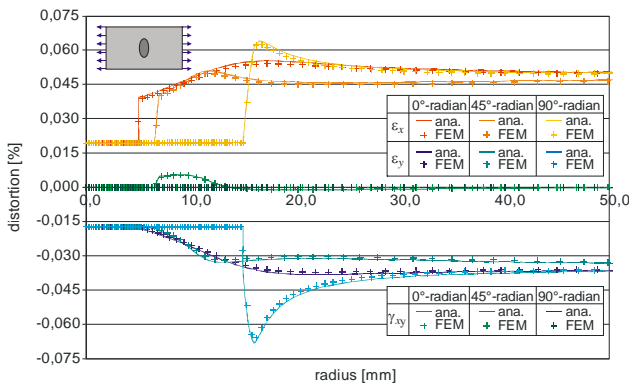 0,075
0,060
0,045
0,030
0,015
0,000
-0,015
-0,030
-0,045
-0,060
-0,075
distortion [%]
0,0 10,0 20,0 30,0 40,0 50,0
radius [mm]
0°-radian 45°-radian 90°-radian
εx ana. ana. ana.
FEM FEM FEM
εy ana. ana. ana.
FEM FEM FEM
0°-radian 45°-radian 90°-radian
γxy ana. ana. ana.
FEM FEM FEM